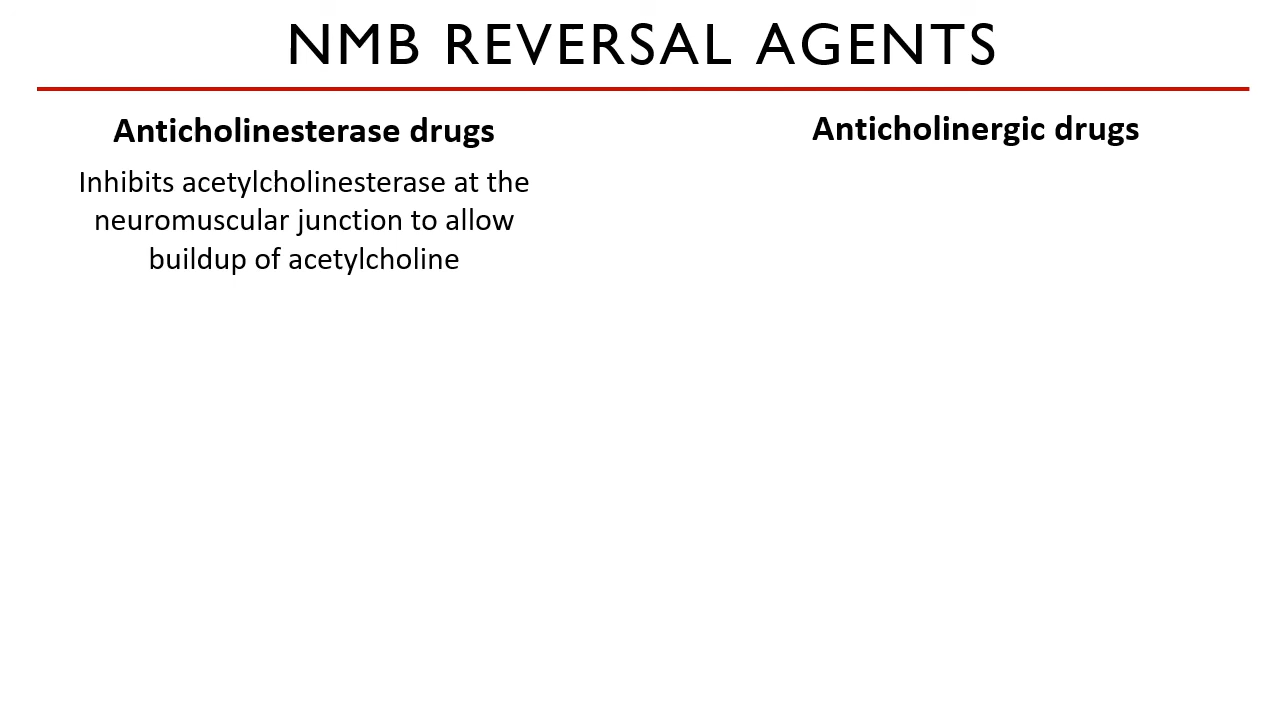 NMB REVERSAL AGENTS
Anticholinesterase drugs
Inhibits acetylcholinesterase at the
neuromuscular junction to allow
buildup of acetylcholine
Anticholinergic drugs